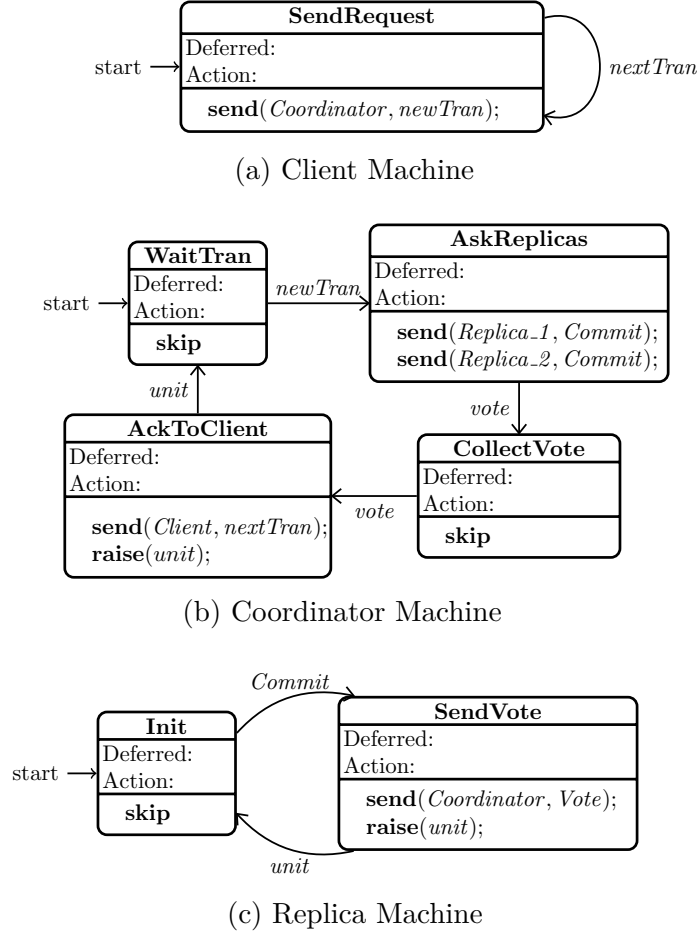 SendRequest
Deferred:
Action:
start
nextTran
send(Coordinator, newTran);
(a) Client Machine
WaitTran
Deferred:
Action:
start
skip
newTran
AskReplicas
Deferred:
Action:
send(Replica_1, Commit);
send(Replica_2, Commit);
unit
vote
AckToClient
Deferred:
Action:
send(Client, nextTran);
raise(unit);
vote
CollectVote
Deferred:
Action:
skip
(b) Coordinator Machine
Commit
Init
Deferred:
Action:
start
skip
SendVote
Deferred:
Action:
send(Coordinator, Vote);
raise(unit);
unit
(c) Replica Machine